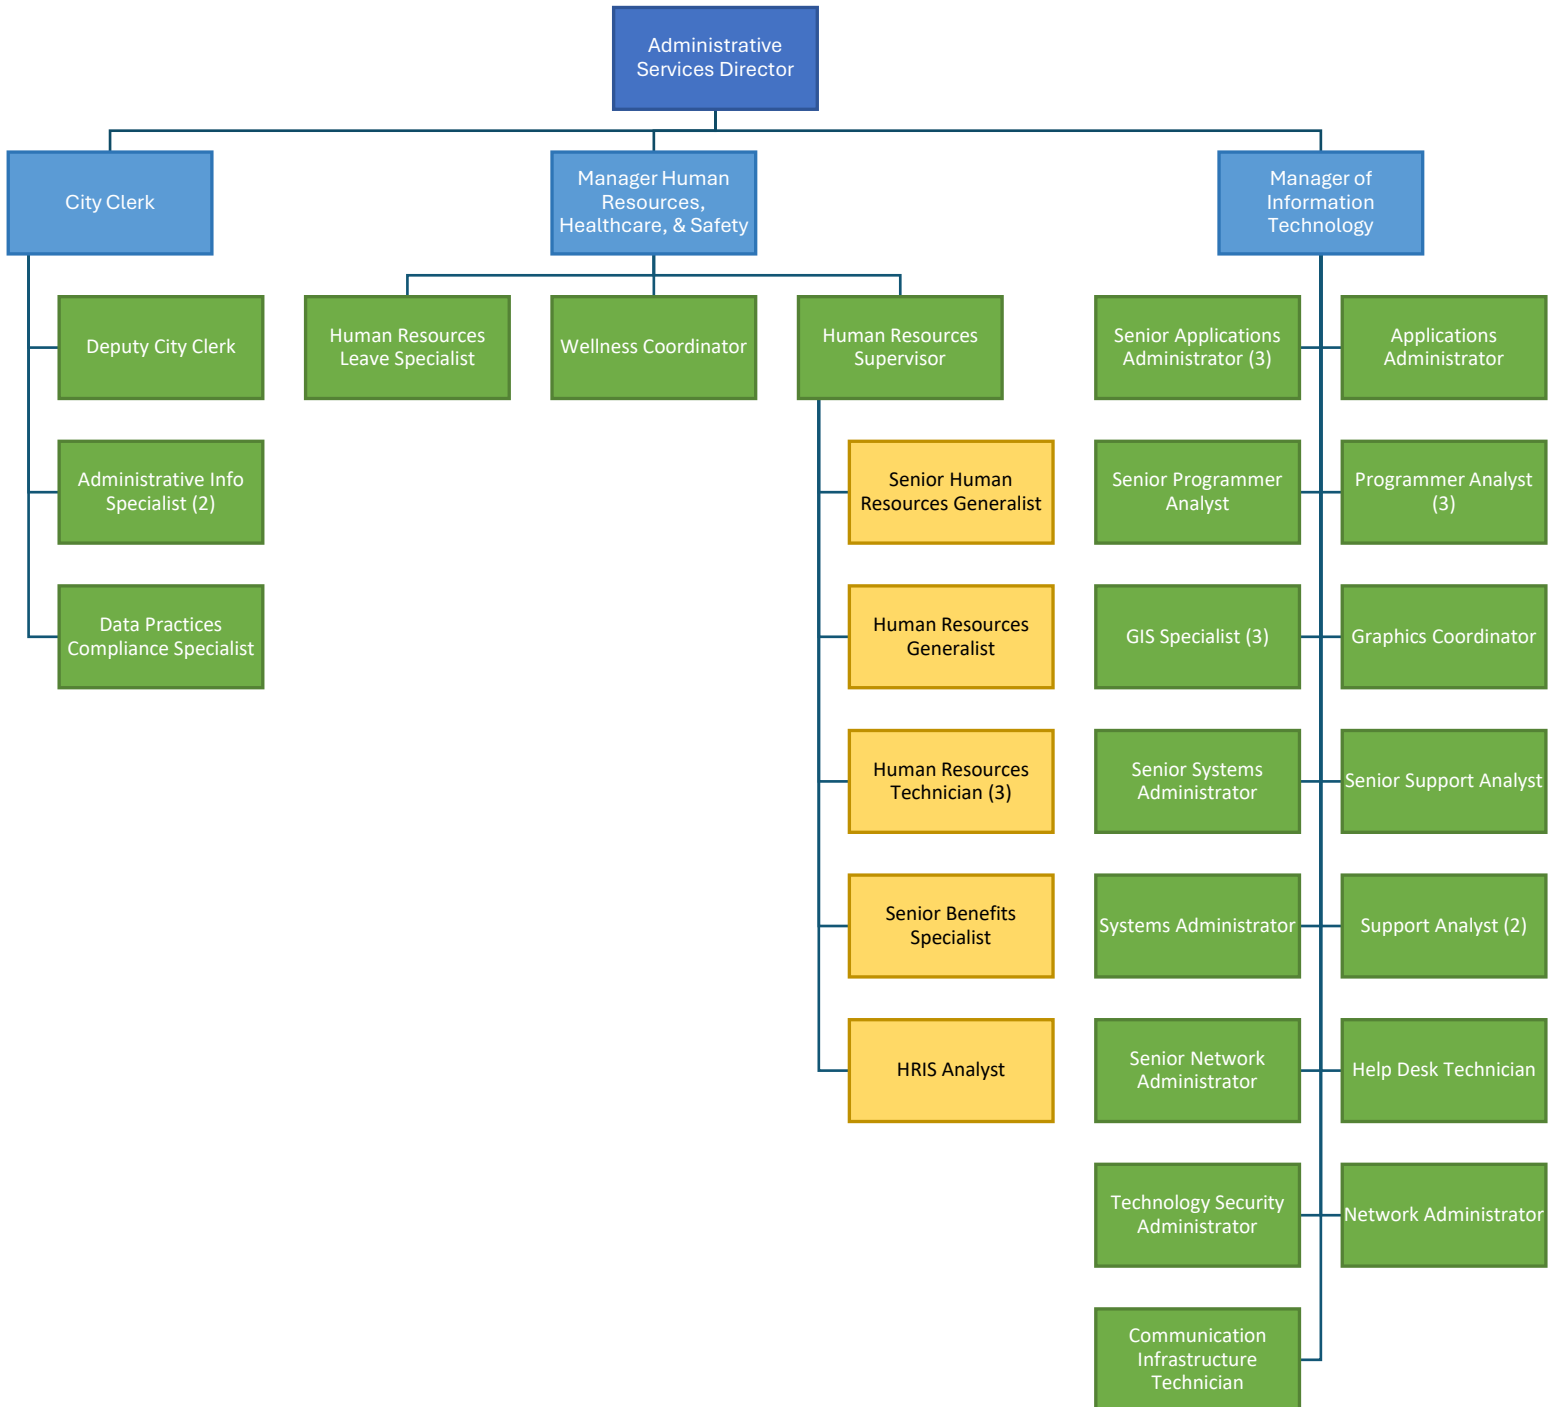 Administrative
Services Director
City Clerk
Manager Human
Resources,
Healthcare, & Safety
Manager of
Information
Technology
Deputy City Clerk
Human Resources
Leave Specialist
Wellness Coordinator
Human Resources
Supervisor
Senior Applications
Administrator (3)
Applications
Administrator
Administrative Info
Specialist (2)
Senior Human
Resources Generalist
Senior Programmer
Analyst
Programmer Analyst
(3)
Data Practices
Compliance Specialist
Human Resources
Generalist
GIS Specialist (3)
Graphics Coordinator
Human Resources
Technician (3)
Senior Systems
Administrator
Senior Support Analyst
Senior Benefits
Specialist
Systems Administrator
Support Analyst (2)
HRIS Analyst
Senior Network
Administrator
Help Desk Technician
Technology Security
Administrator
Network Administrator
Communication
Infrastructure
Technician